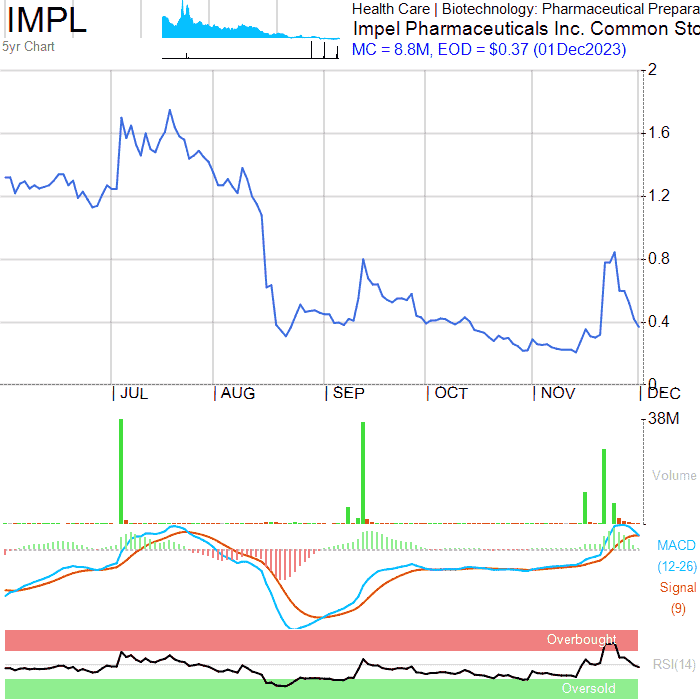 IMPL
5yr Chart
Health Care | Biotechnology: Pharmaceutical Prepara
Impel Pharmaceuticals Inc. Common Sto
MC = 8.8M, EOD = $0.37 (01Dec2023)
2
1.6
1.2
0.8
0.4
0
JUL
AUG
SEP
OCT
NOV
DEC
38M
Volume
MACD
(12-26)
Signal
(9)
Overbought
RSI(14)
Oversold